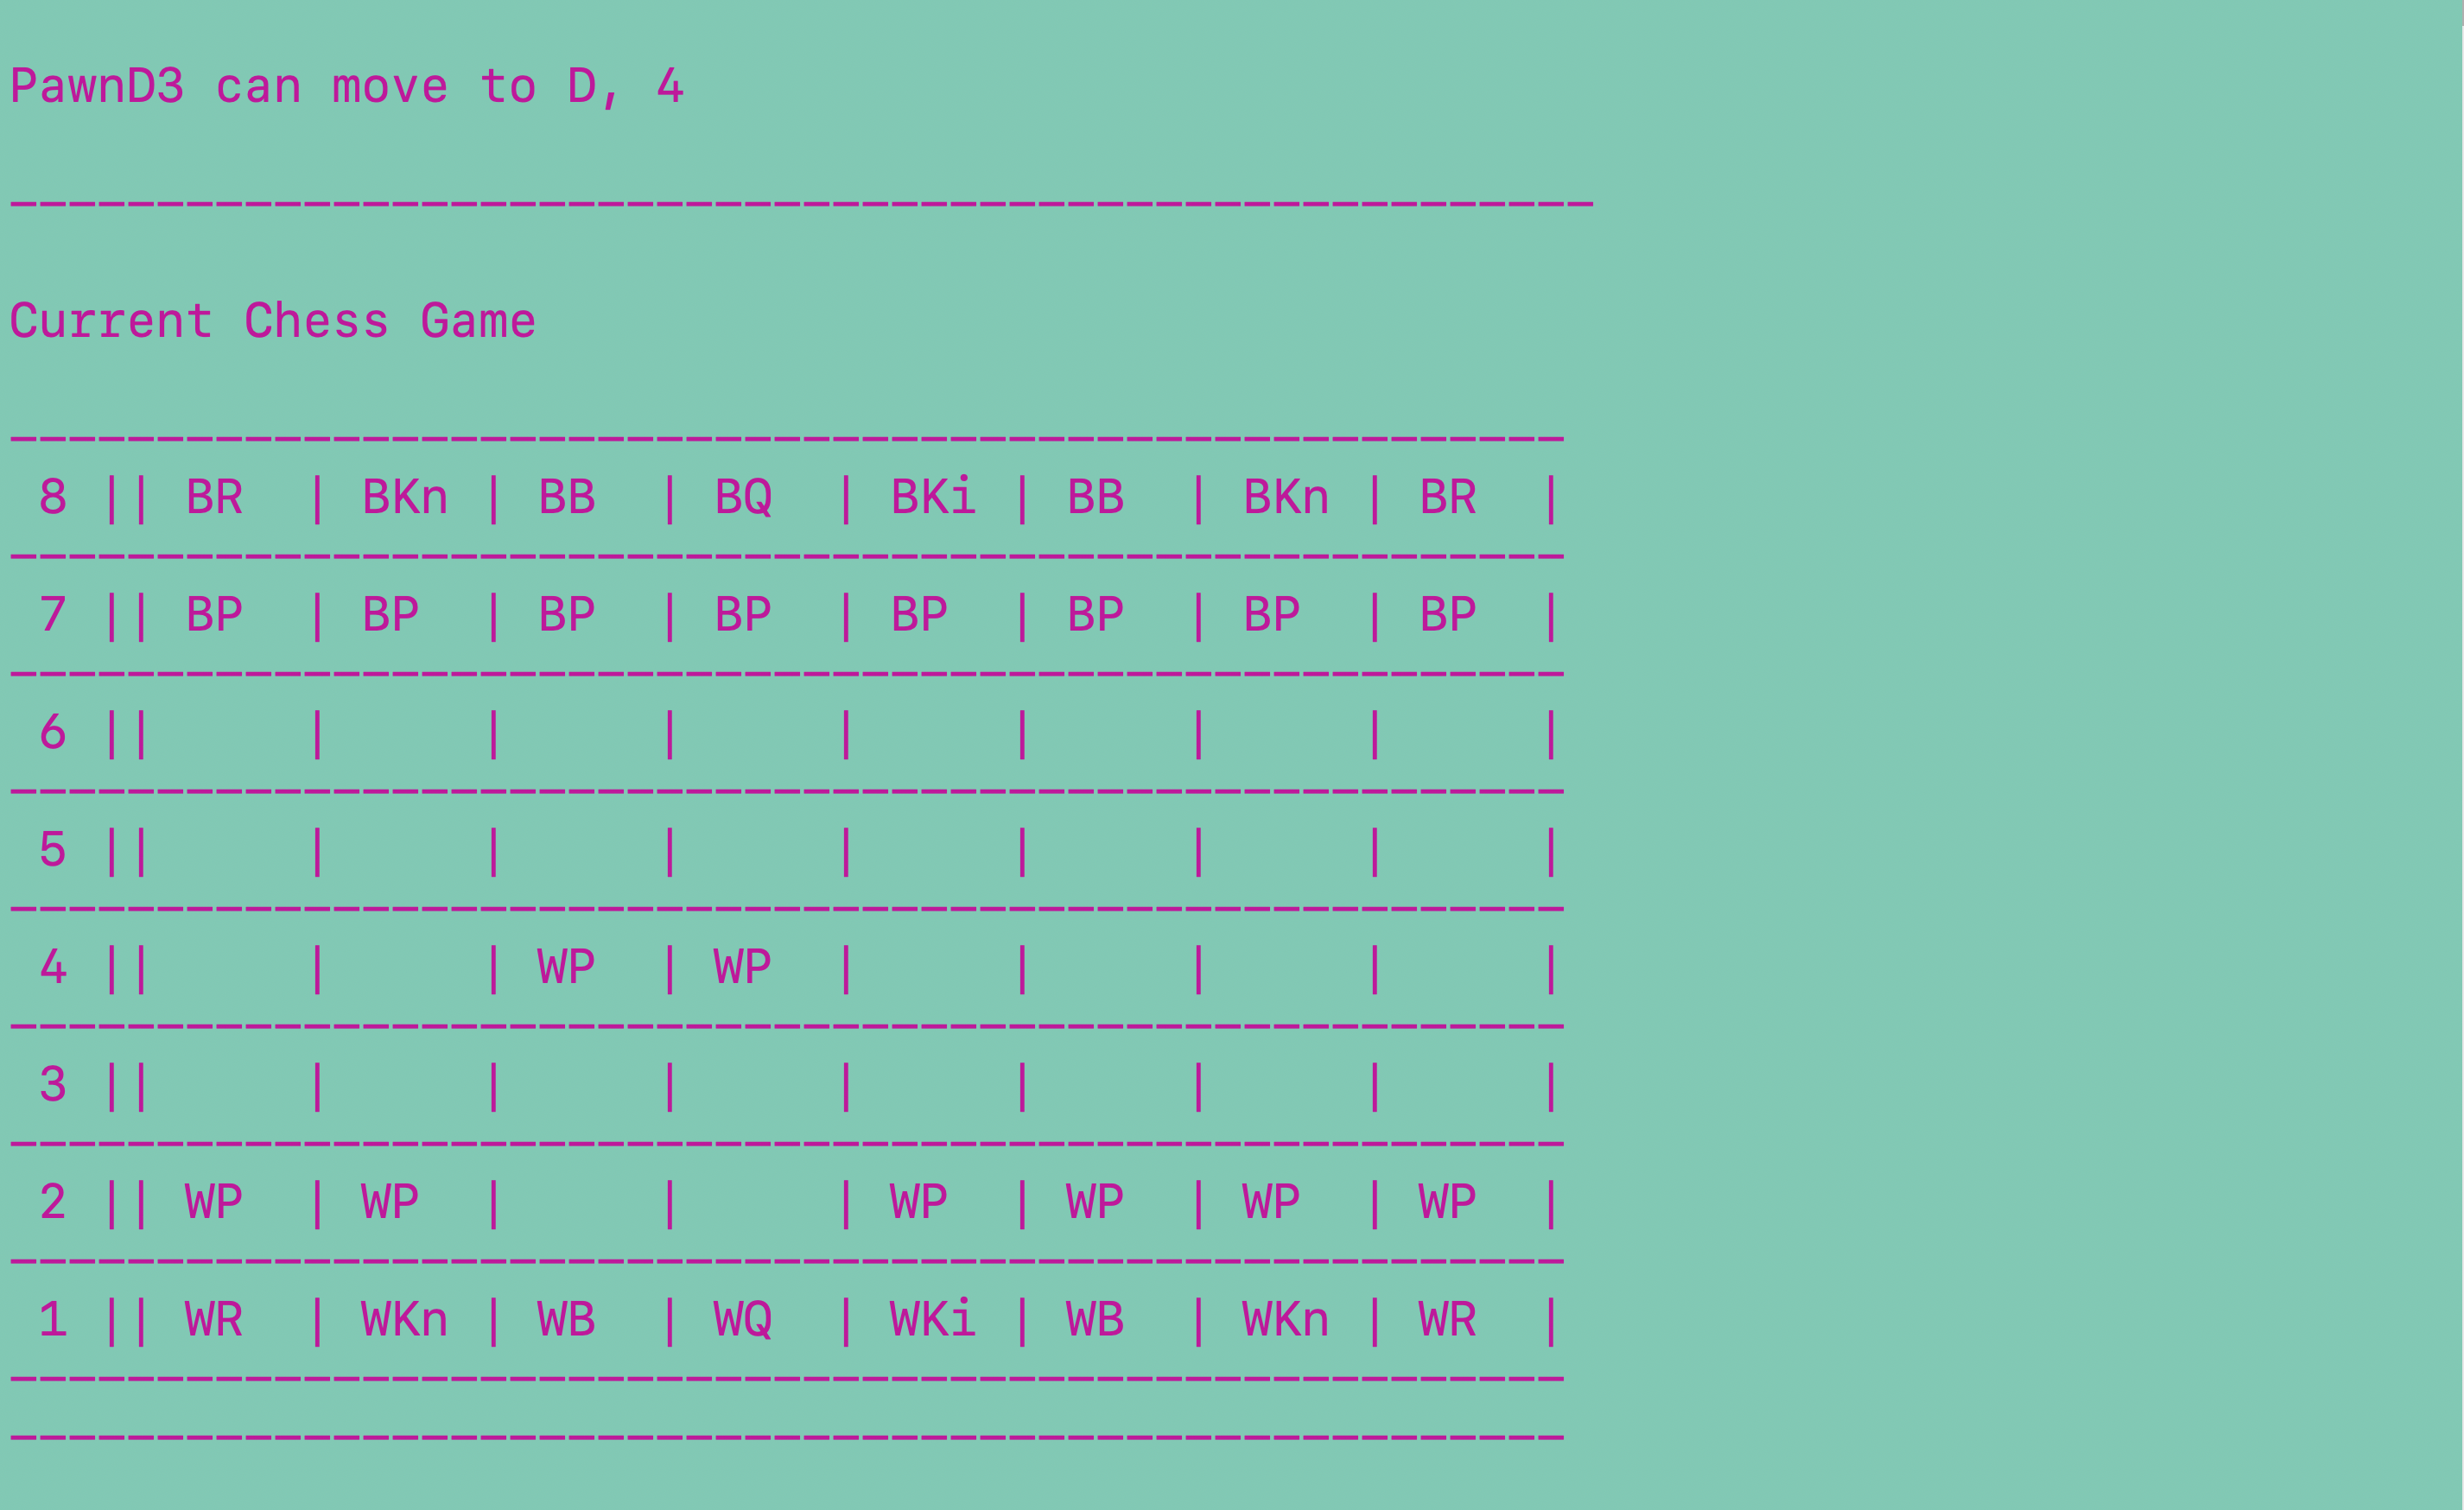 PawnD3 can move to D, 4
------------------------------------------------------
Current Chess Game
-----------------------------------------------------
 8 || BR  | BKn | BB  | BQ  | BKi | BB  | BKn | BR  |
-----------------------------------------------------
 7 || BP  | BP  | BP  | BP  | BP  | BP  | BP  | BP  |
-----------------------------------------------------
 6 ||     |     |     |     |     |     |     |     |
-----------------------------------------------------
 5 ||     |     |     |     |     |     |     |     |
-----------------------------------------------------
 4 ||     |     | WP  | WP  |     |     |     |     |
-----------------------------------------------------
 3 ||     |     |     |     |     |     |     |     |
-----------------------------------------------------
 2 || WP  | WP  |     |     | WP  | WP  | WP  | WP  |
-----------------------------------------------------
 1 || WR  | WKn | WB  | WQ  | WKi | WB  | WKn | WR  |
-----------------------------------------------------
-----------------------------------------------------